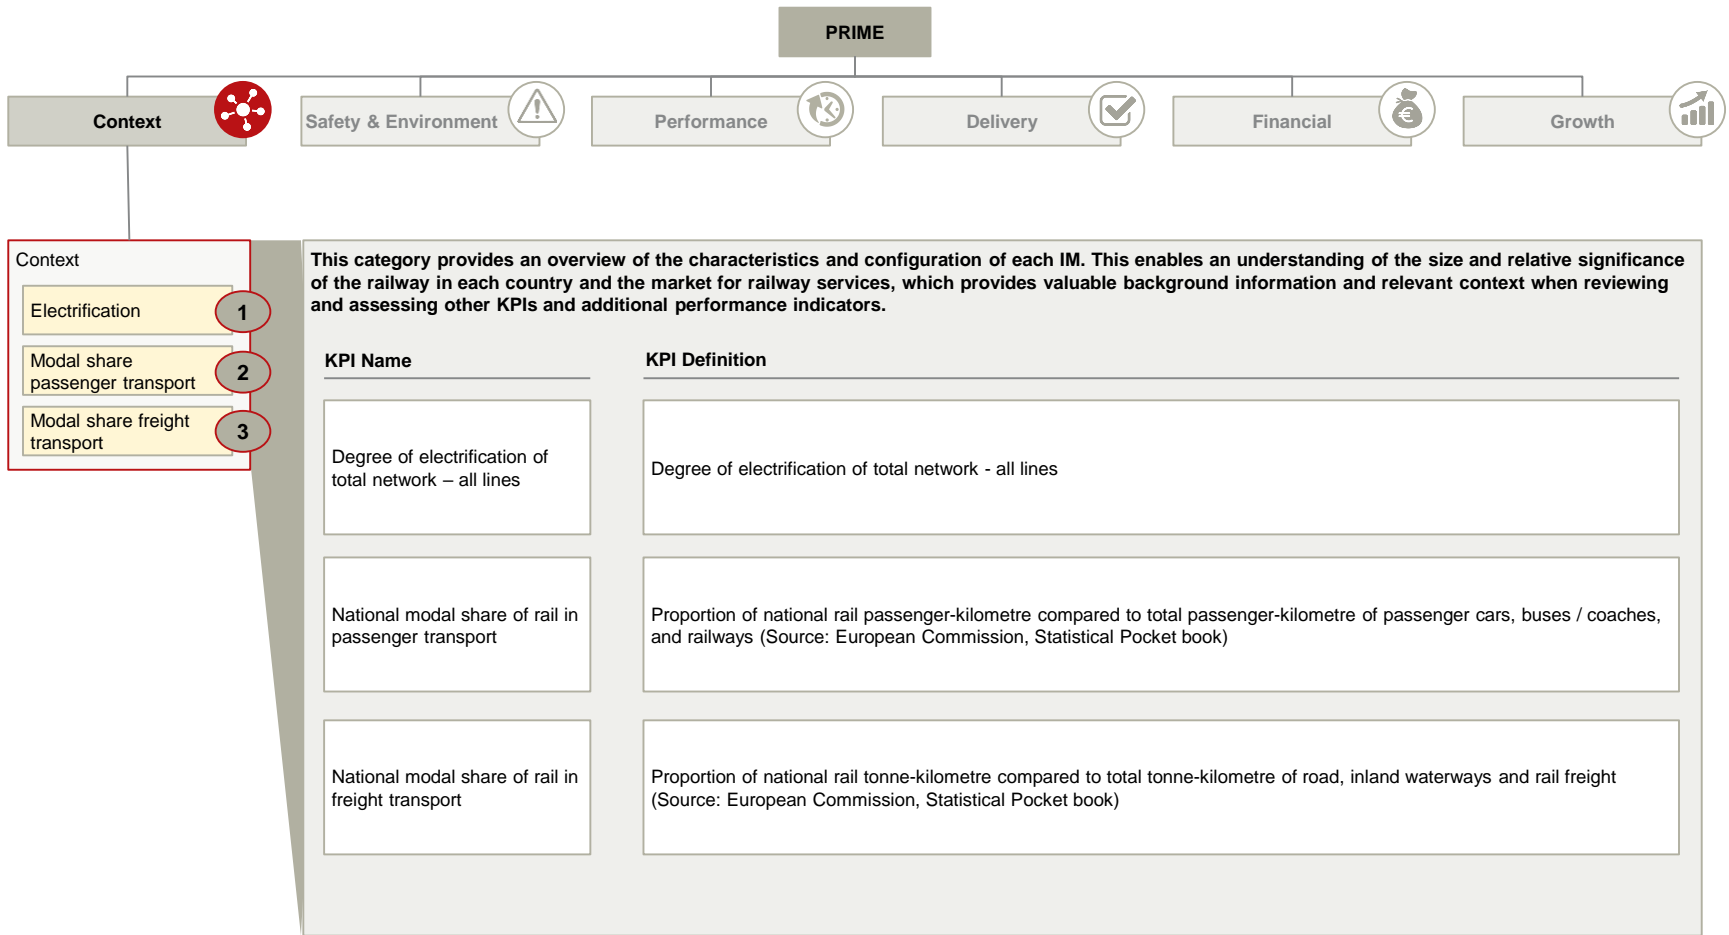 PRIME
Context
Safety & Environment
Performance
Delivery
Financial
Growth
Context
Electrification
1
Modal share
passenger transport
2
Modal share freight
transport
3
This category provides an overview of the characteristics and configuration of each IM. This enables an understanding of the size and relative significance
of the railway in each country and the market for railway services, which provides valuable background information and relevant context when reviewing
and assessing other KPIs and additional performance indicators.
KPI Name
KPI Definition
Degree of electrification of
total network – all lines
Degree of electrification of total network - all lines
National modal share of rail in
passenger transport
Proportion of national rail passenger-kilometre compared to total passenger-kilometre of passenger cars, buses / coaches,
and railways (Source: European Commission, Statistical Pocket book)
National modal share of rail in
freight transport
Proportion of national rail tonne-kilometre compared to total tonne-kilometre of road, inland waterways and rail freight
(Source: European Commission, Statistical Pocket book)